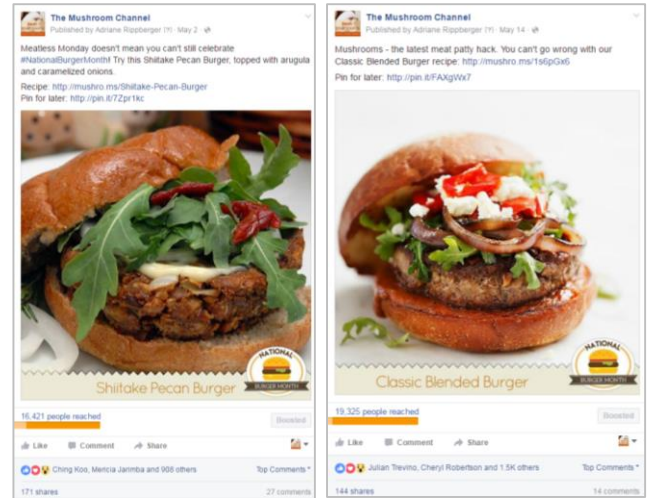 The Mushroom Channel
Published by Adriane Rippberger [?] · May 2 ·
Meatless Monday doesn't mean you can't still celebrate
#NationalBurgerMonth! Try this Shiitake Pecan Burger, topped with arugula
and caramelized onions.
Recipe: http://mushro.ms/Shiitake-Pecan-Burger
Pin for later: http://pin.it/7Zpr1kc
NATIONAL
BURGER MONTH
Shiitake Pecan Burger
16,421 people reached
Boosted
Like Comment Share
Ching Koo, Mericia Jarimba and 908 others Top Comments
171 shares 27 comments
The Mushroom Channel
Published by Adriane Rippberger [?] · May 14 ·
Mushrooms - the latest meat patty hack. You can't go wrong with our
Classic Blended Burger recipe: http://mushro.ms/1s6pGx6
Pin for later: http://pin.it/FAXgWx7
NATIONAL
BURGER MONTH
Classic Blended Burger
19,325 people reached
Boosted
Like Comment Share
Julian Trevino, Cheryl Robertson and 1.5K others Top Comments
144 shares 14 comments